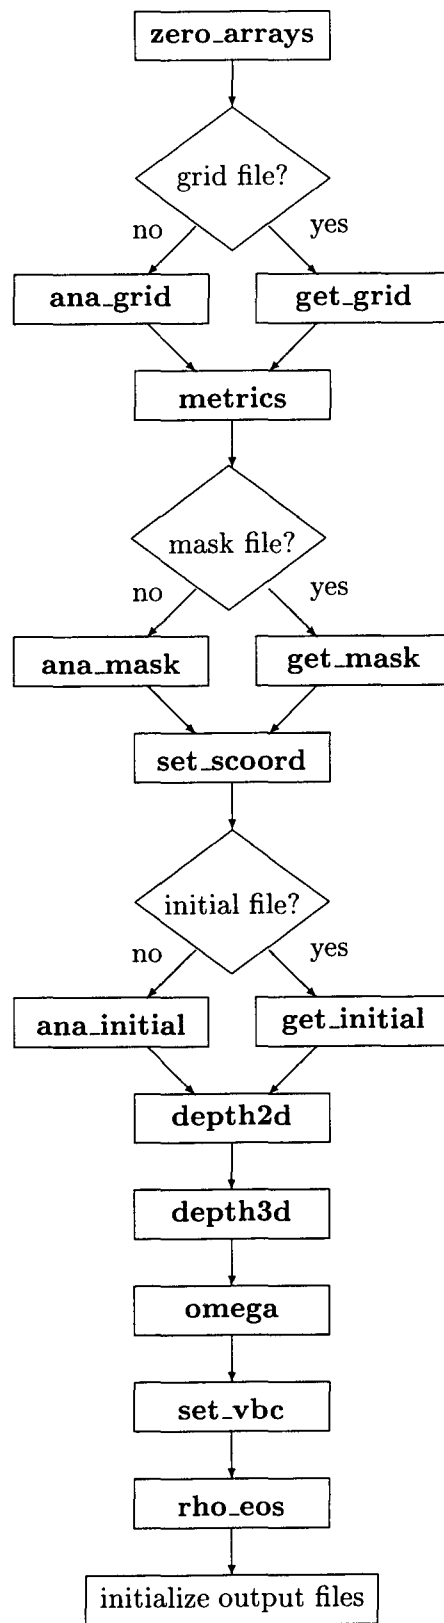 zero_arrays
grid file?
no
yes
ana_grid
get_grid
metrics
mask file?
no
yes
ana_mask
get_mask
set_scoord
initial file?
no
yes
ana_initial
get_initial
depth2d
depth3d
omega
set_vbc
rho_eos
initialize output files